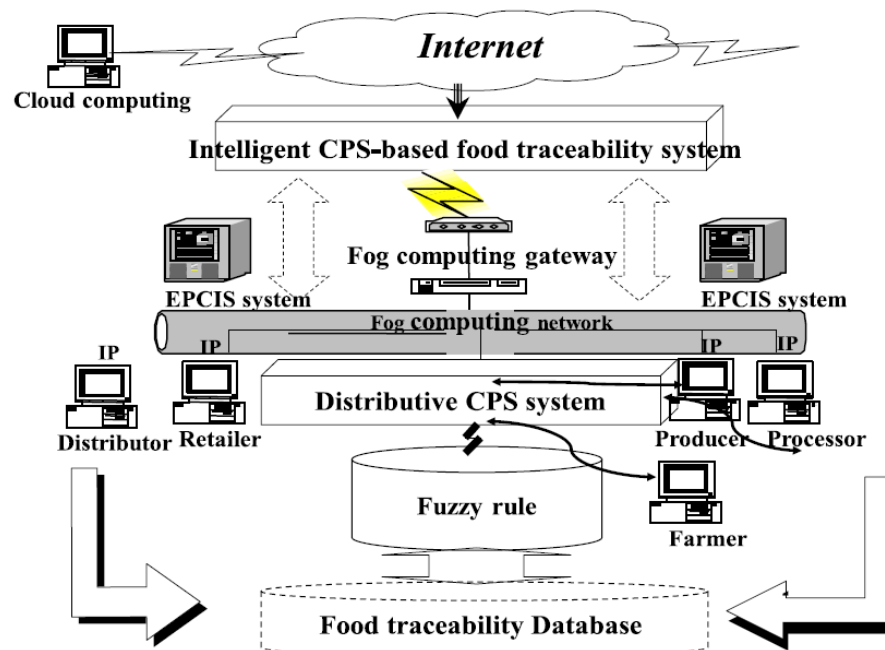 Internet
Cloud computing
Intelligent CPS-based food traceability system
Fog computing gateway
EPCIS system
EPCIS system
Fog computing network
IP
IP
IP
IP
Distributive CPS system
Distributor
Retailer
Producer
Processor
Fuzzy rule
Farmer
Food traceability Database